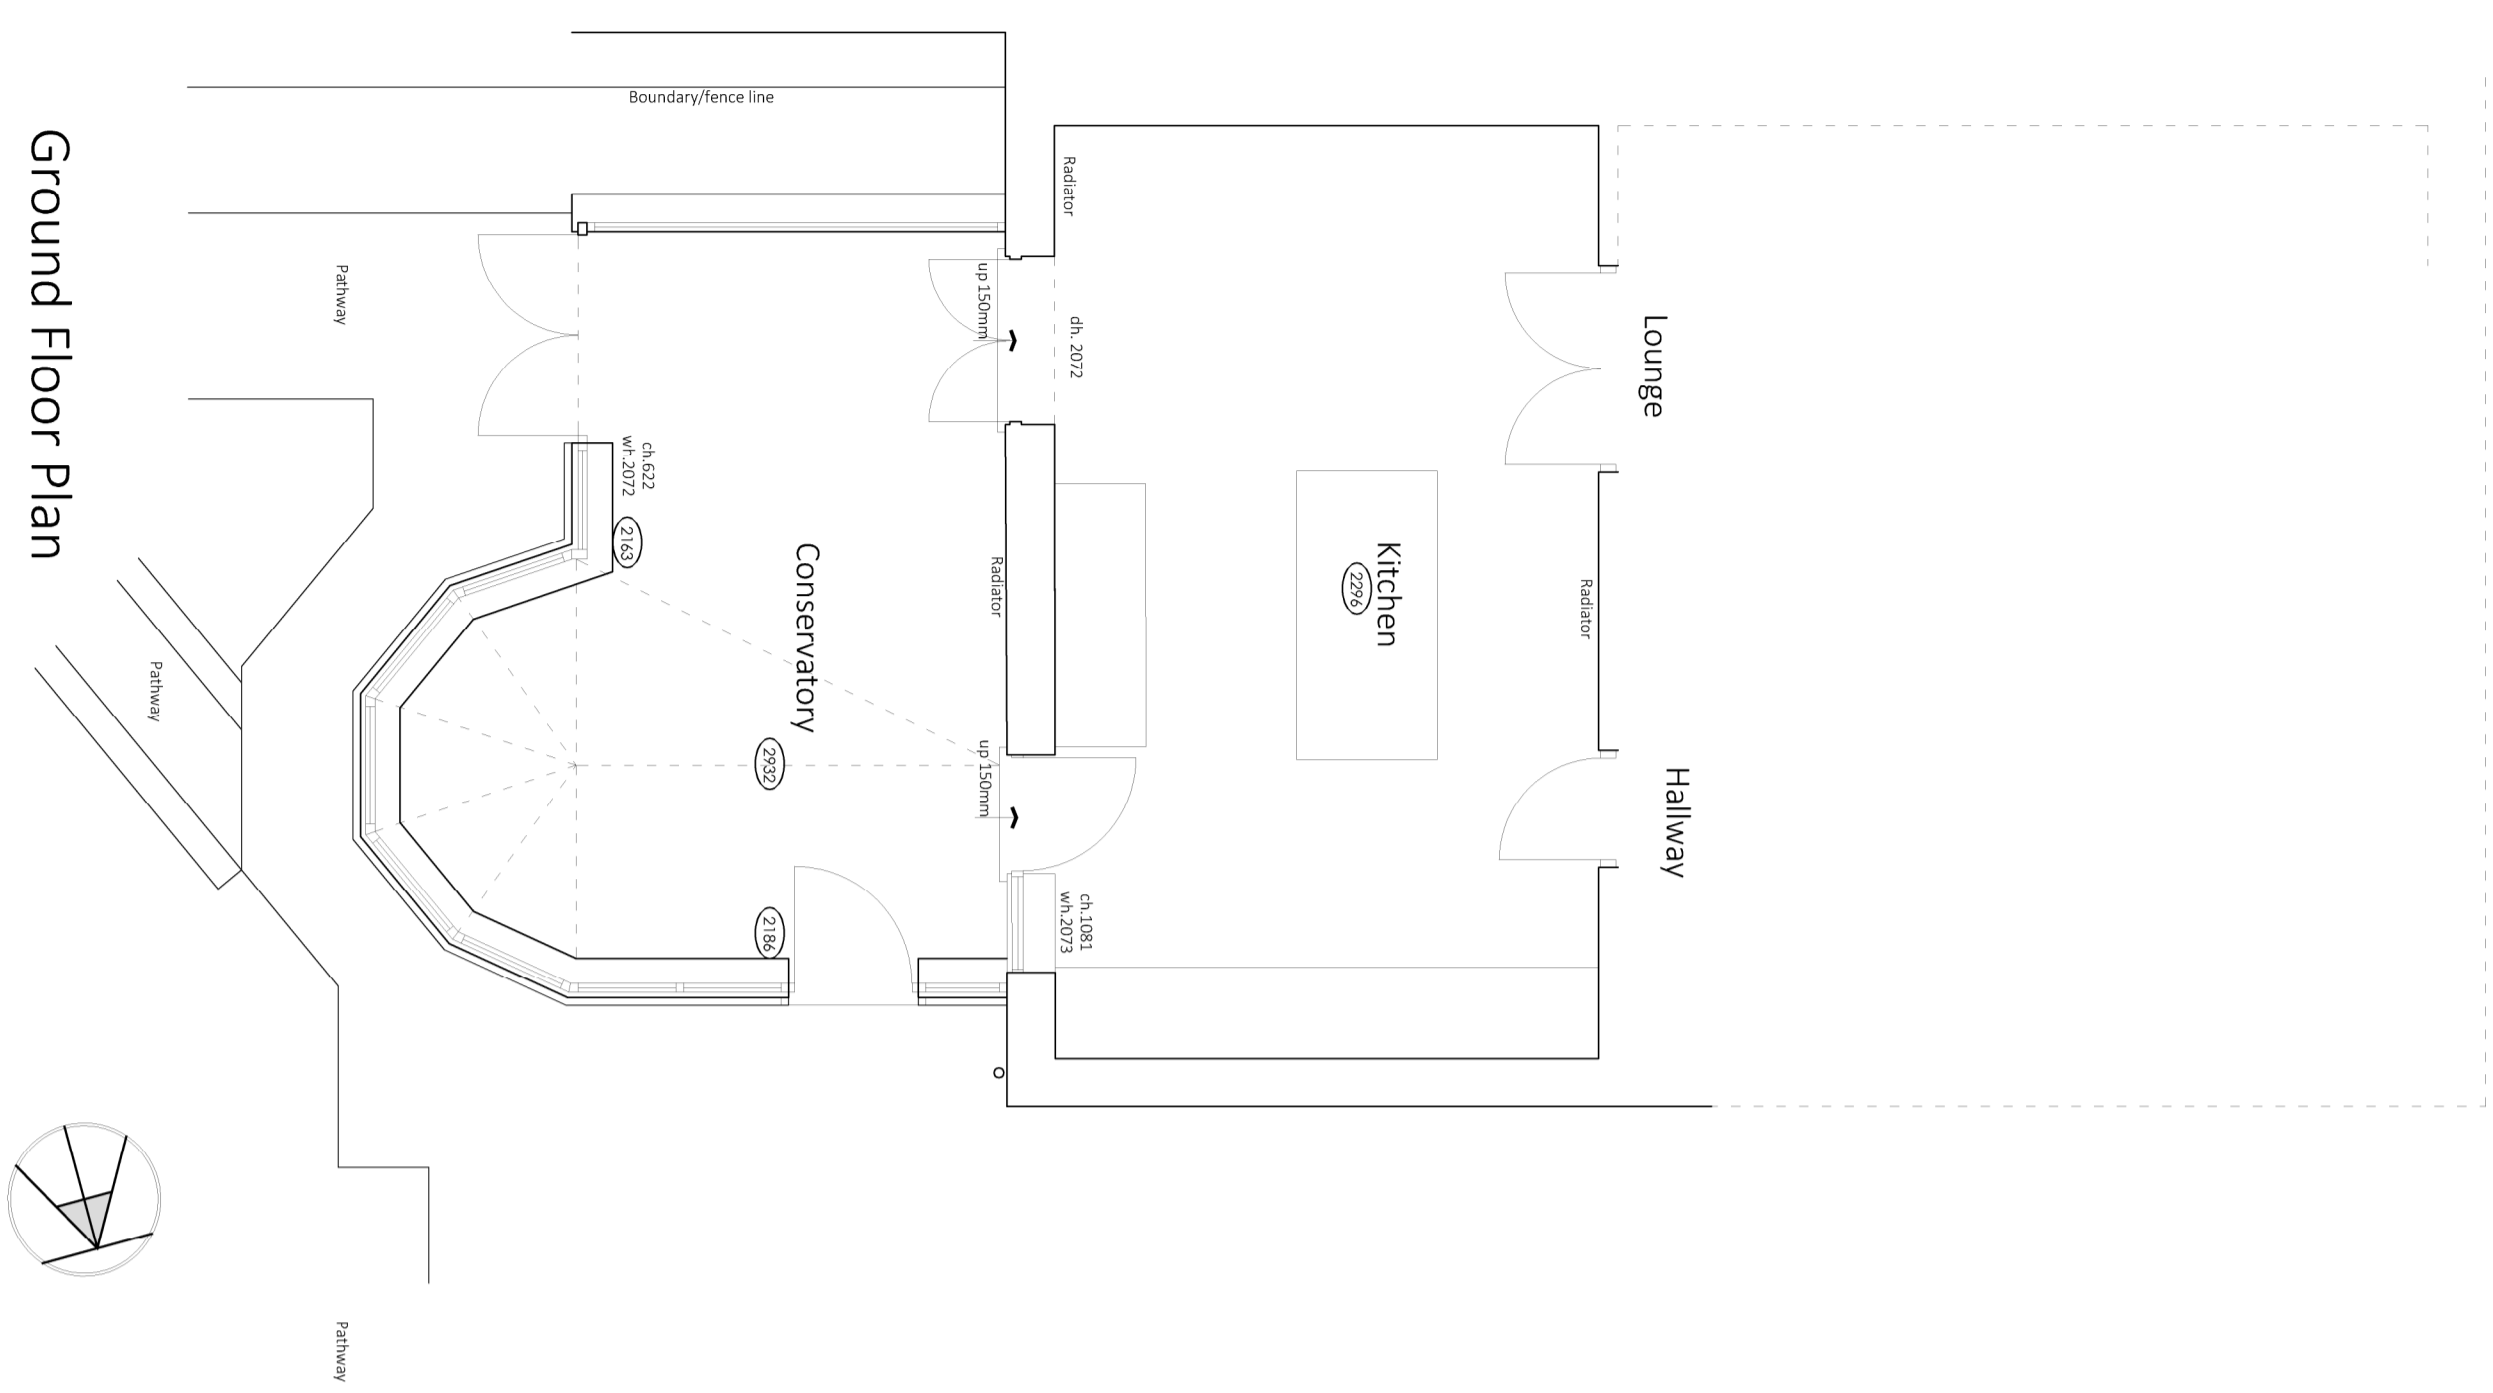 Boundary/fence line
Ground Floor Plan
Pathway
Radiator
up 150mm
dh. 2072
Lounge
ch.622
wh.2072
2163
Conservatory
Radiator
Kitchen
2296
Radiator
Pathway
2932
up 150mm
Hallway
2186
ch.1081
wh.2073
Pathway